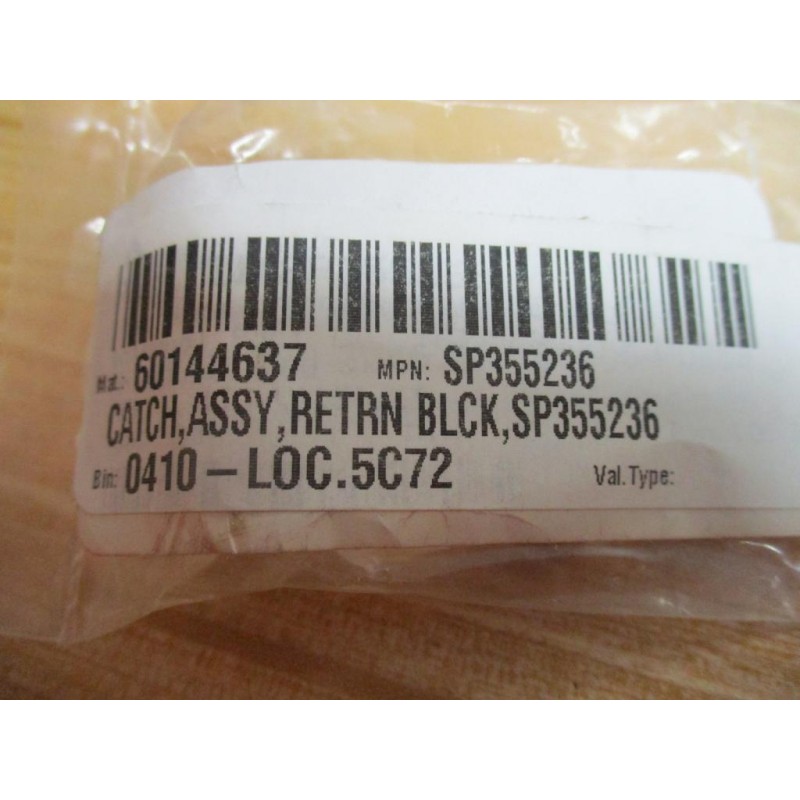 Mat.: 60144637 MPN: SP355236
CATCH,ASSY,RETRN BLCK,SP355236
Bin: 0410-LOC.5C72 Val.Type: